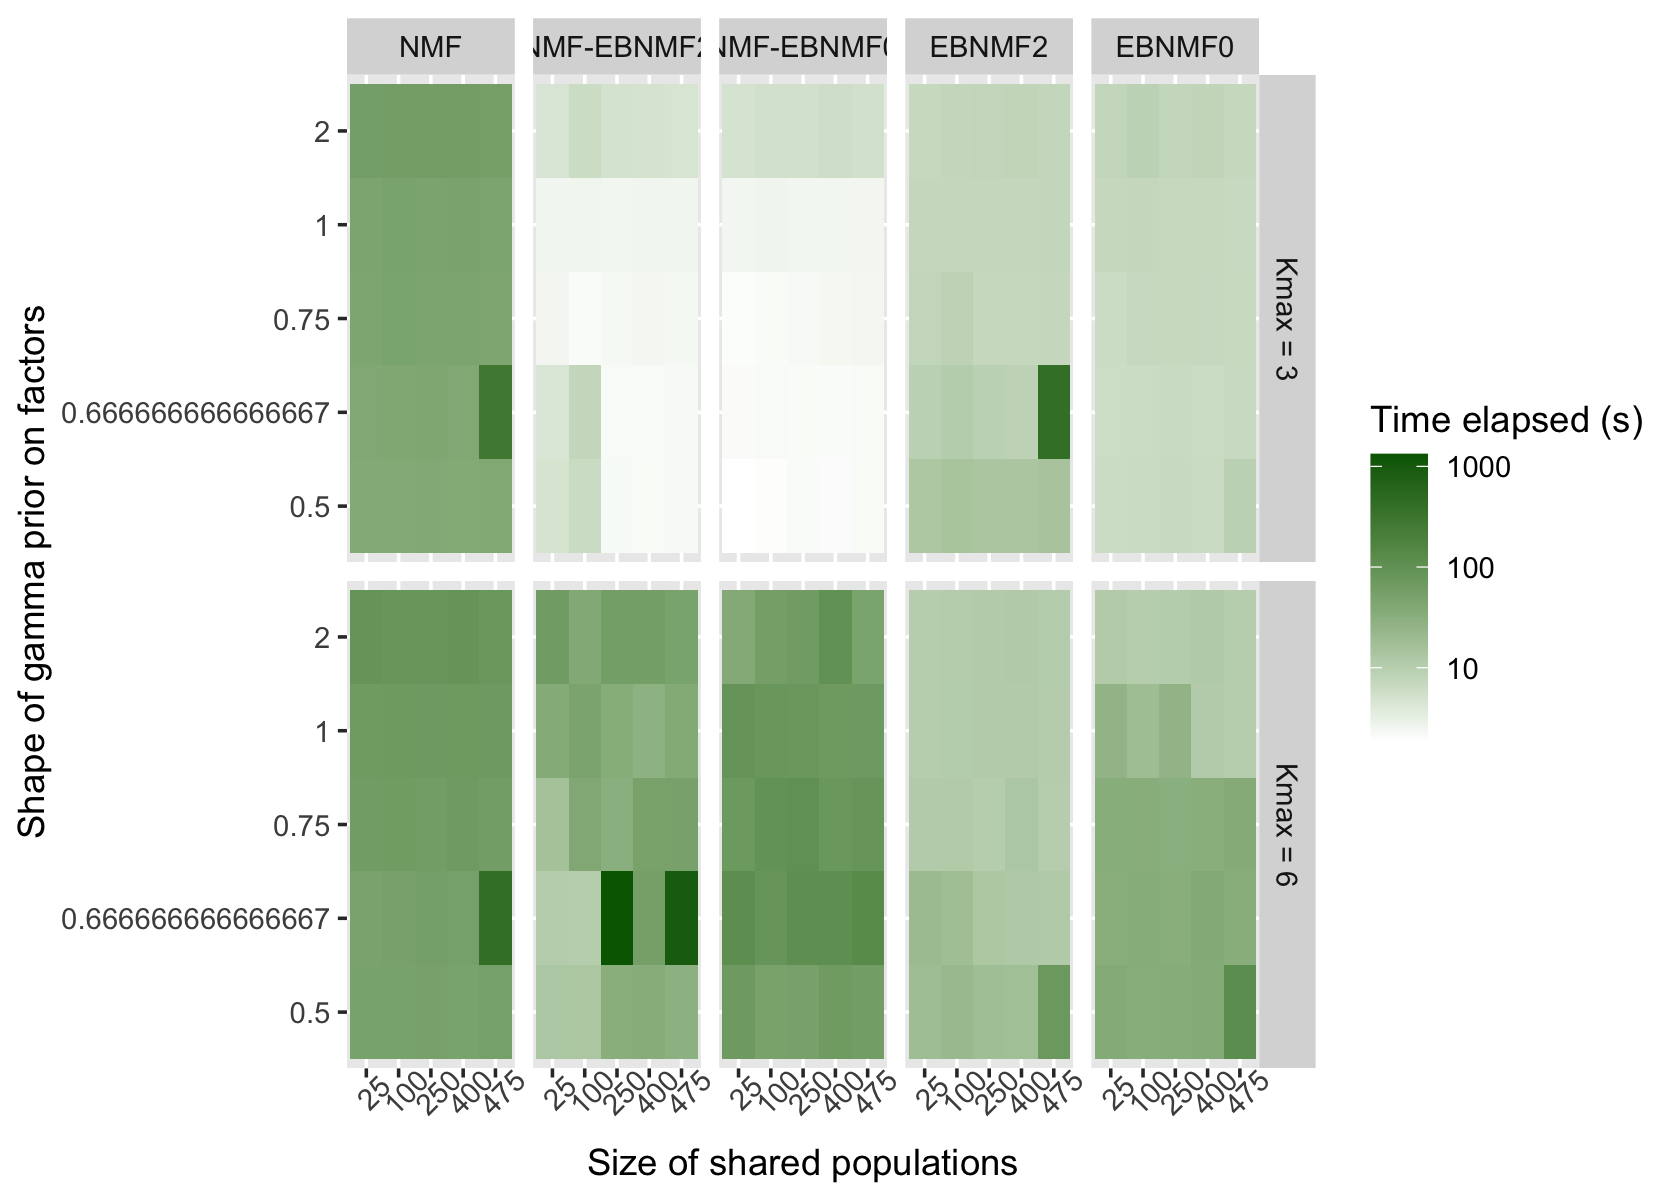 NMF
NMF-EBNMF2
NMF-EBNMF0
EBNMF2
EBNMF0
Shape of gamma prior on factors
2
1
0.75
0.666666666666667
0.5
Kmax = 3
2
1
0.75
0.666666666666667
0.5
Kmax = 6
25 100 250 400 475
25 100 250 400 475
25 100 250 400 475
25 100 250 400 475
25 100 250 400 475
Size of shared populations
Time elapsed (s)
1000
100
10